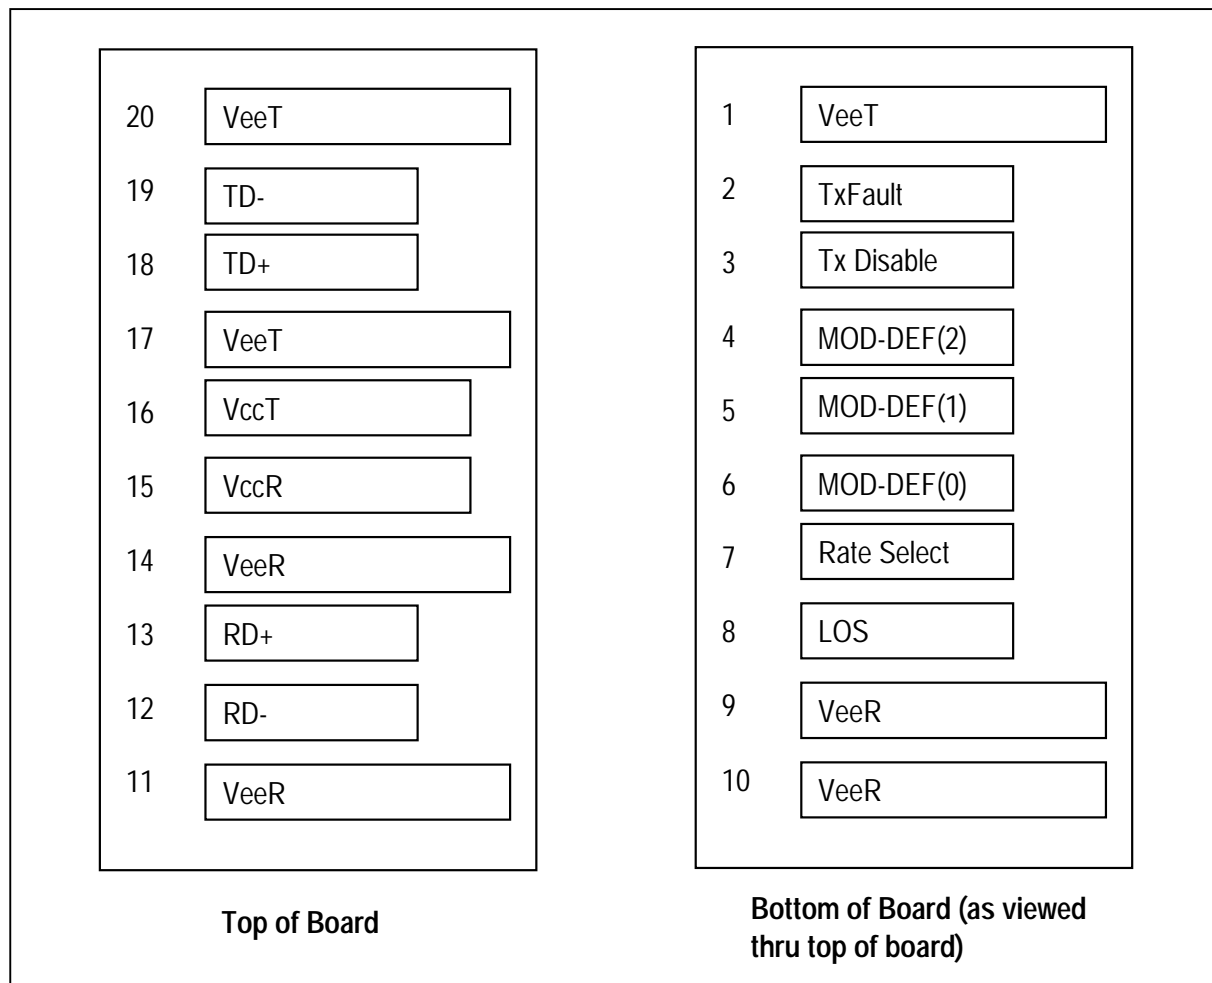 20 VeeT
19 TD-
18 TD+
17 VeeT
16 VccT
15 VccR
14 VeeR
13 RD+
12 RD-
11 VeeR
Top of Board
1 VeeT
2 TxFault
3 Tx Disable
4 MOD-DEF(2)
5 MOD-DEF(1)
6 MOD-DEF(0)
7 Rate Select
8 LOS
9 VeeR
10 VeeR
Bottom of Board (as viewed
thru top of board)